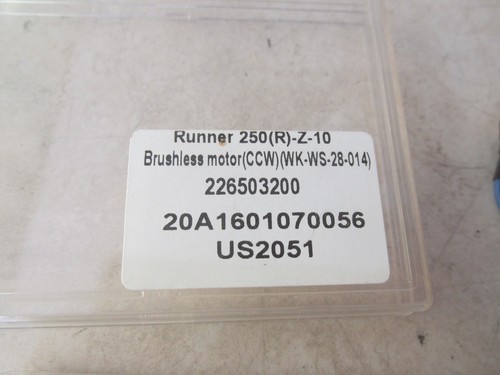 Runner 250(R)-Z-10
Brushless motor(CCW)(WK-WS-28-014)
226503200
20A1601070056
US2051